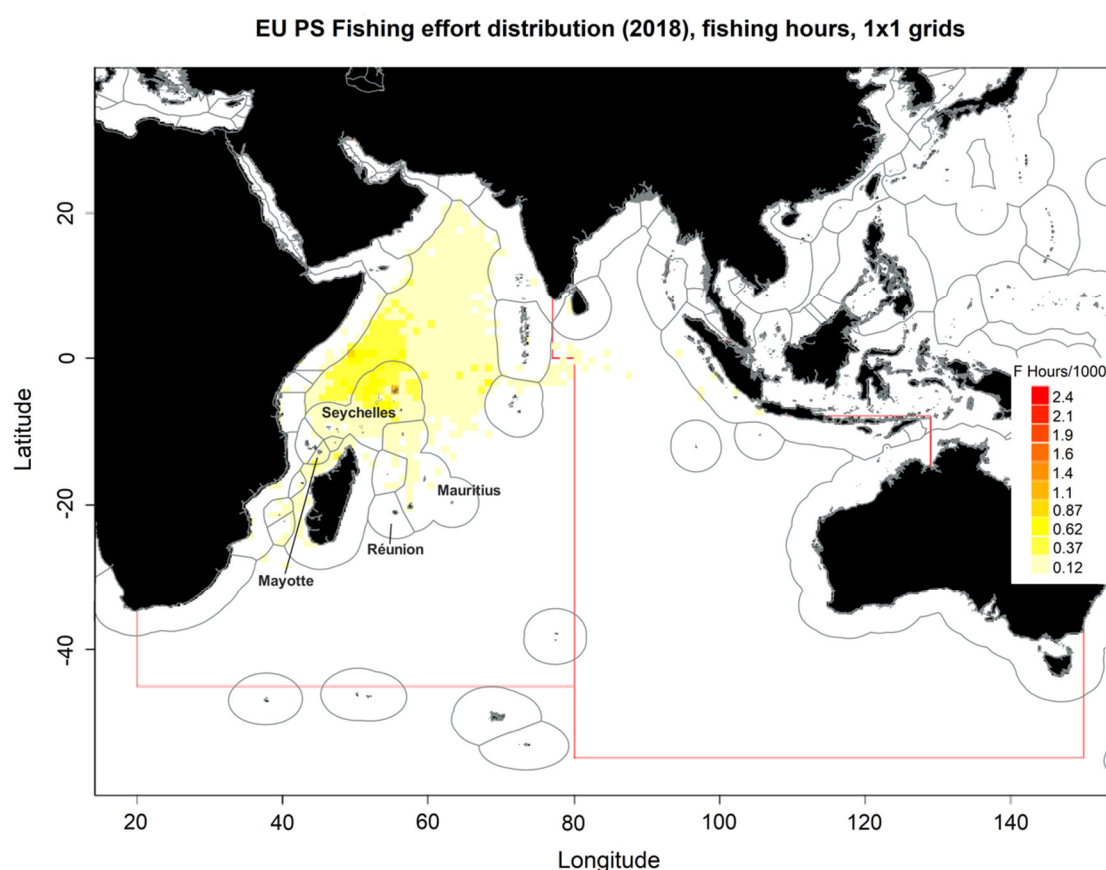 EU PS Fishing effort distribution (2018), fishing hours, 1x1 grids
Latitude
20
0
-20
-40
Seychelles
Mauritius
Réunion
Mayotte
F Hours/1000
2.4
2.1
1.9
1.6
1.4
1.1
0.87
0.62
0.37
0.12
20
40
60
80
100
120
140
Longitude